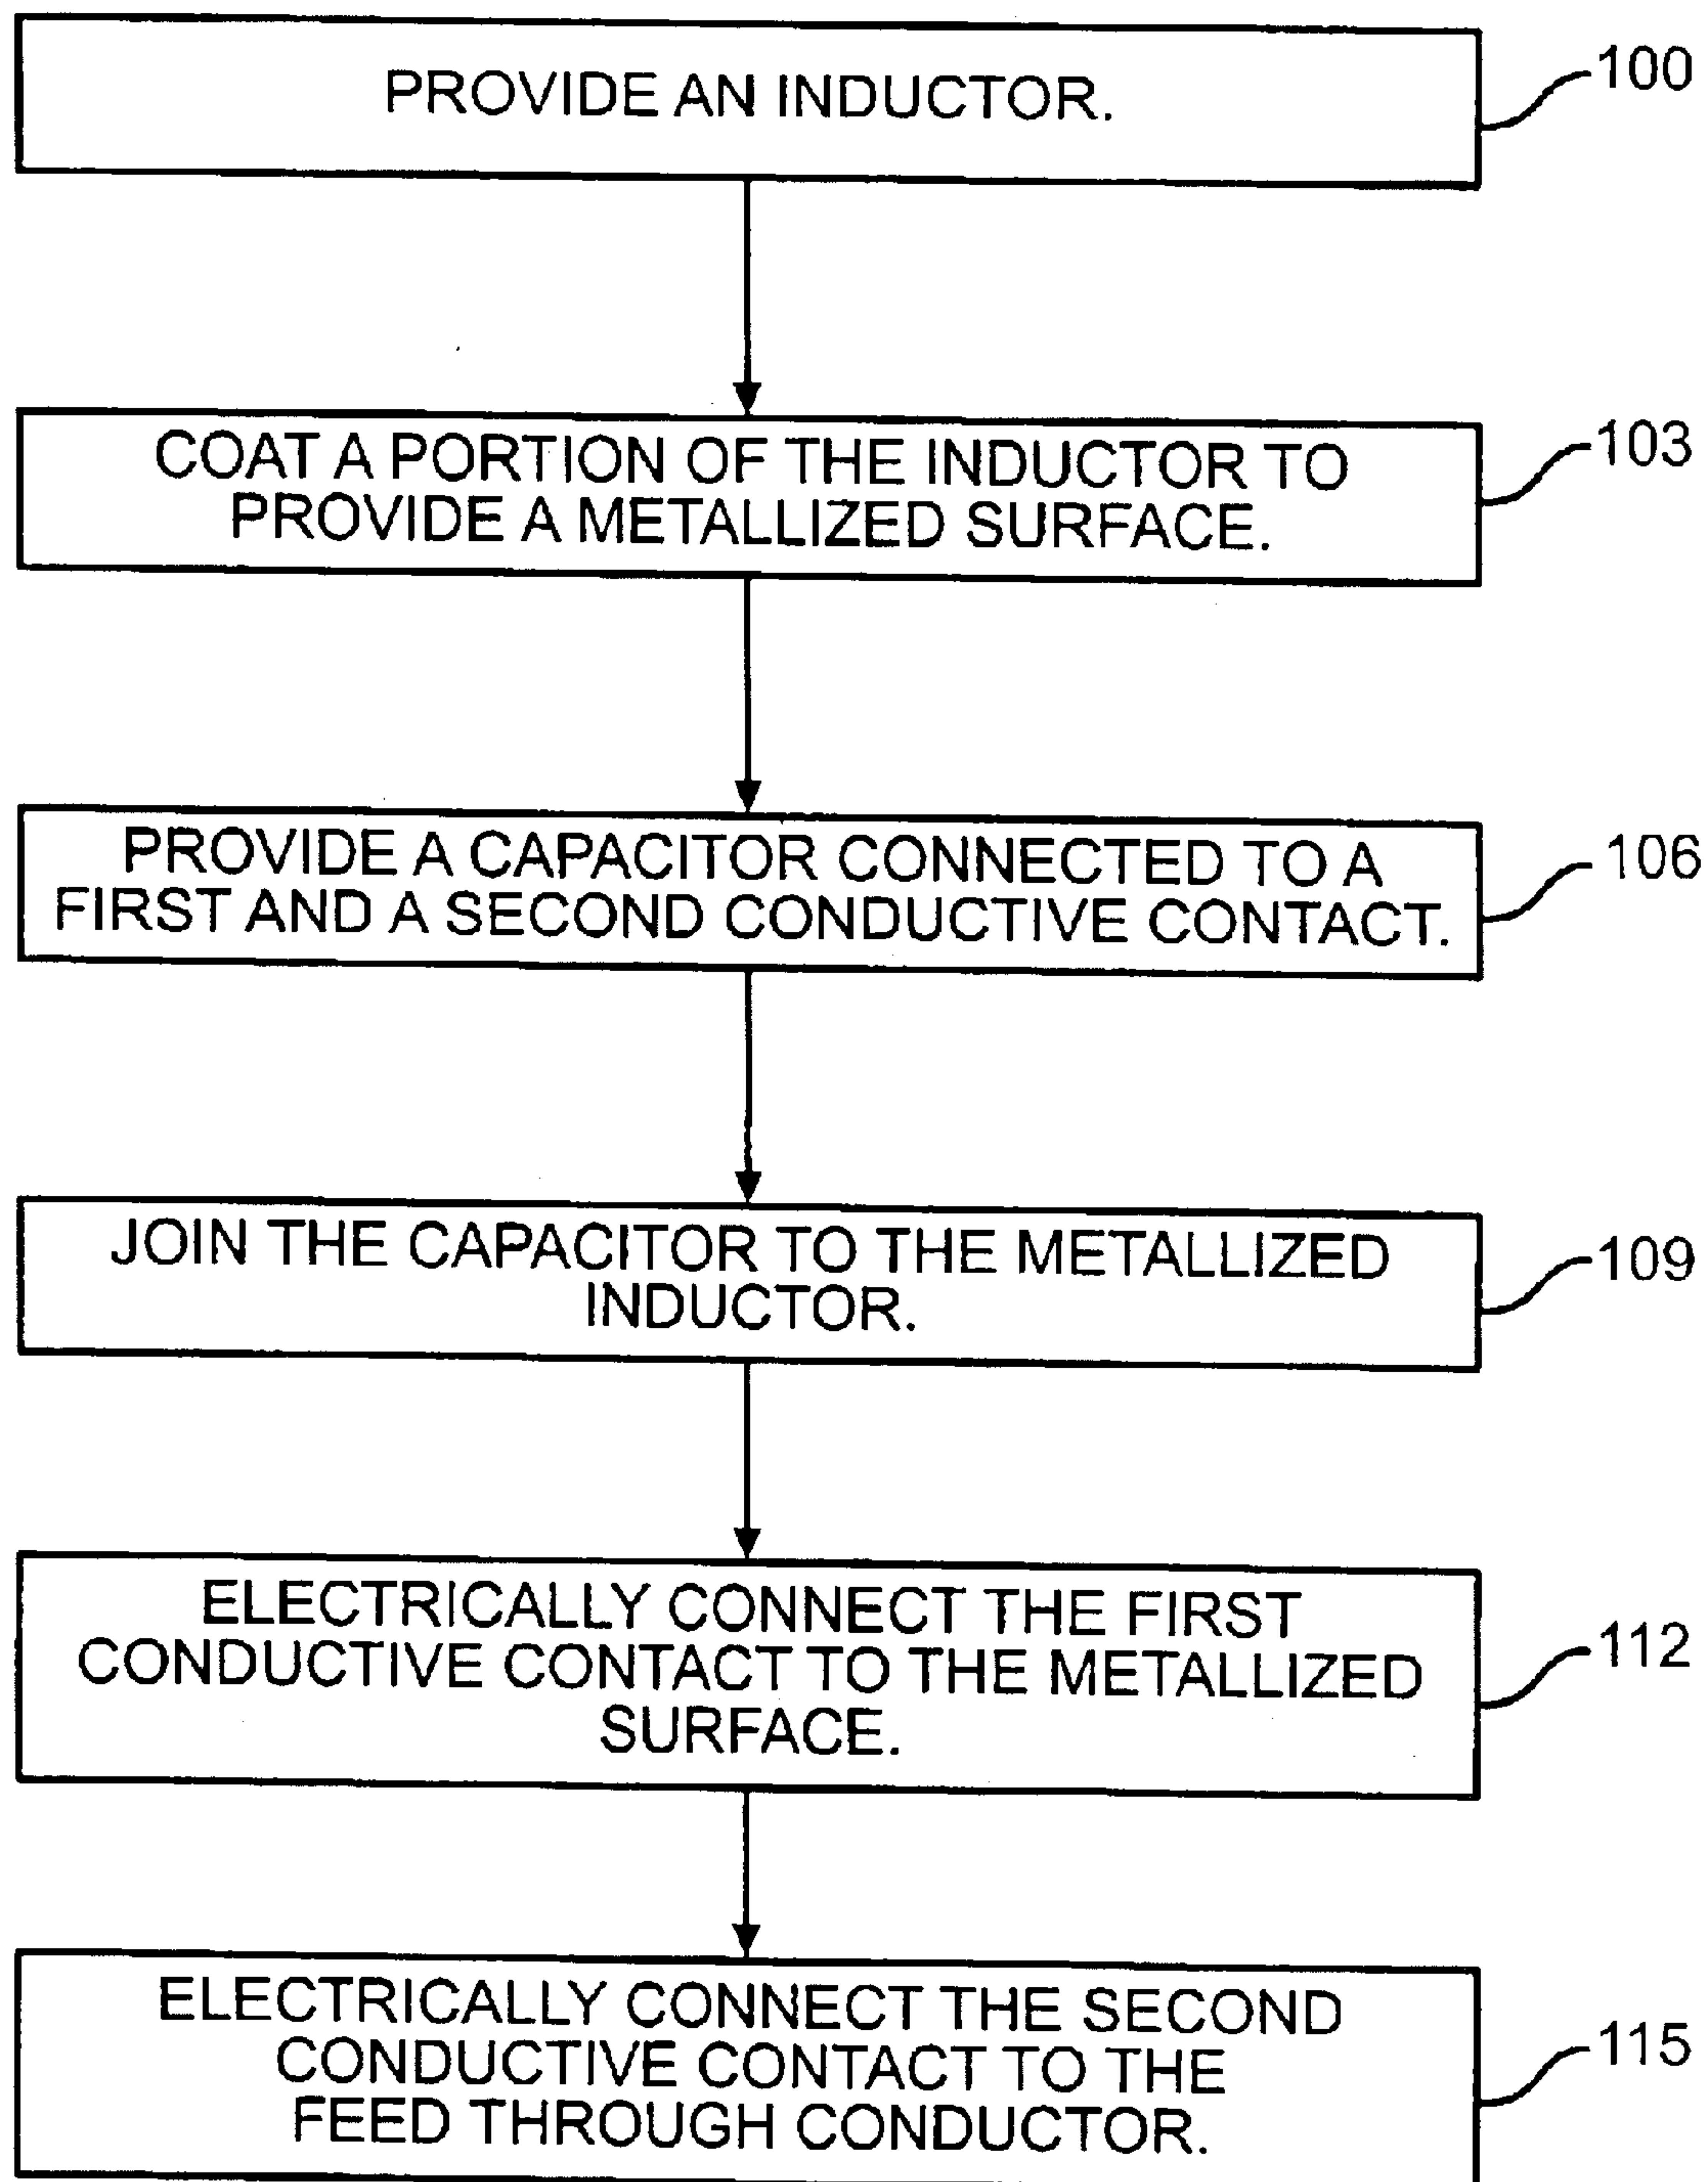 PROVIDE AN INDUCTOR.
100
COAT A PORTION OF THE INDUCTOR TO
PROVIDE A METALLIZED SURFACE.
103
PROVIDE A CAPACITOR CONNECTED TO A
FIRST AND A SECOND CONDUCTIVE CONTACT.
106
JOIN THE CAPACITOR TO THE METALLIZED
INDUCTOR.
109
ELECTRICALLY CONNECT THE FIRST
CONDUCTIVE CONTACT TO THE METALLIZED
SURFACE.
112
ELECTRICALLY CONNECT THE SECOND
CONDUCTIVE CONTACT TO THE
FEED THROUGH CONDUCTOR.
115